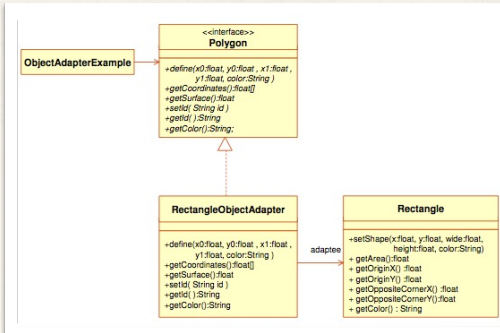 <<interface>>
Polygon
ObjectAdapterExample
+define(x0:float, y0:float , x1:float ,
y1:float, color:String )
+getCoordinates():float[]
+getSurface():float
+setId( String id )
+getId( ):String
+getColor():String;
RectangleObjectAdapter
+define(x0:float, y0:float , x1:float ,
y1:float, color:String )
+getCoordinates():float[]
+getSurface():float
+setId( String id )
+getId( ):String
+getColor():String
adaptee
Rectangle
+setShape(x:float, y:float, wide:float,
height:float, color:String)
+ getArea():float
+ getOriginX() :float
+ getOriginY() :float
+ getOppositeCornerX() :float
+ getOppositeCornerY():float
+ getColor() : String